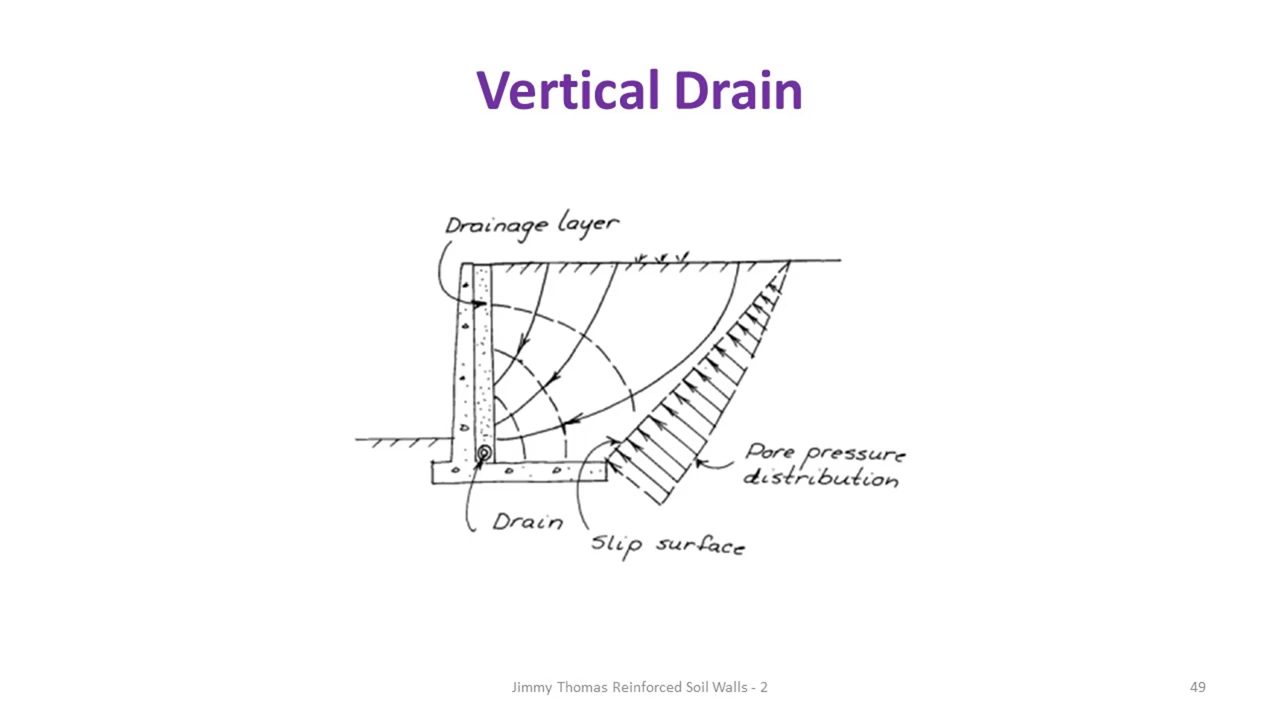 Vertical Drain
Drainage layer
Pore pressure
distribution
Drain
Slip surface
Jimmy Thomas Reinforced Soil Walls - 2
49